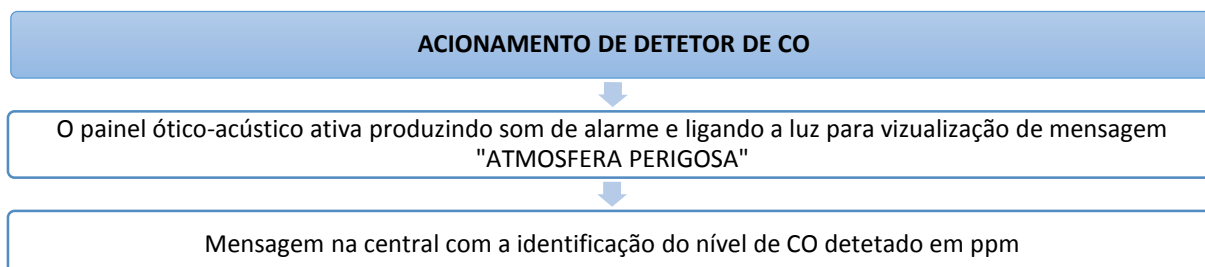 ACIONAMENTO DE DETETOR DE CO
O painel ótico-acústico ativa produzindo som de alarme e ligando a luz para vizualização de mensagem
"ATMOSFERA PERIGOSA"
Mensagem na central com a identificação do nível de CO detetado em ppm